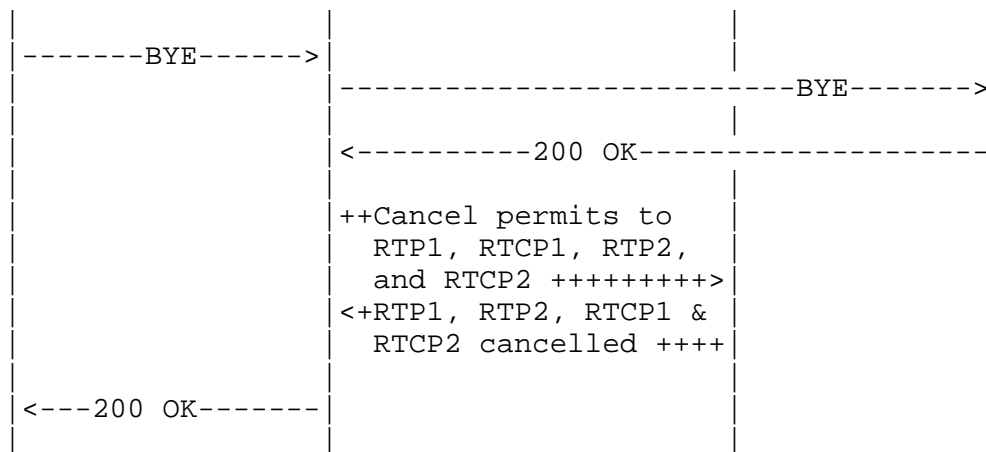 |-------BYE------>|
|--------------------------BYE------->
|<----------200 OK--------------------
|++Cancel permits to
RTP1, RTCP1, RTP2,
and RTCP2 +++++++++>|
|<+RTP1, RTP2, RTCP1 &
RTCP2 cancelled ++++|
|<---200 OK-------|